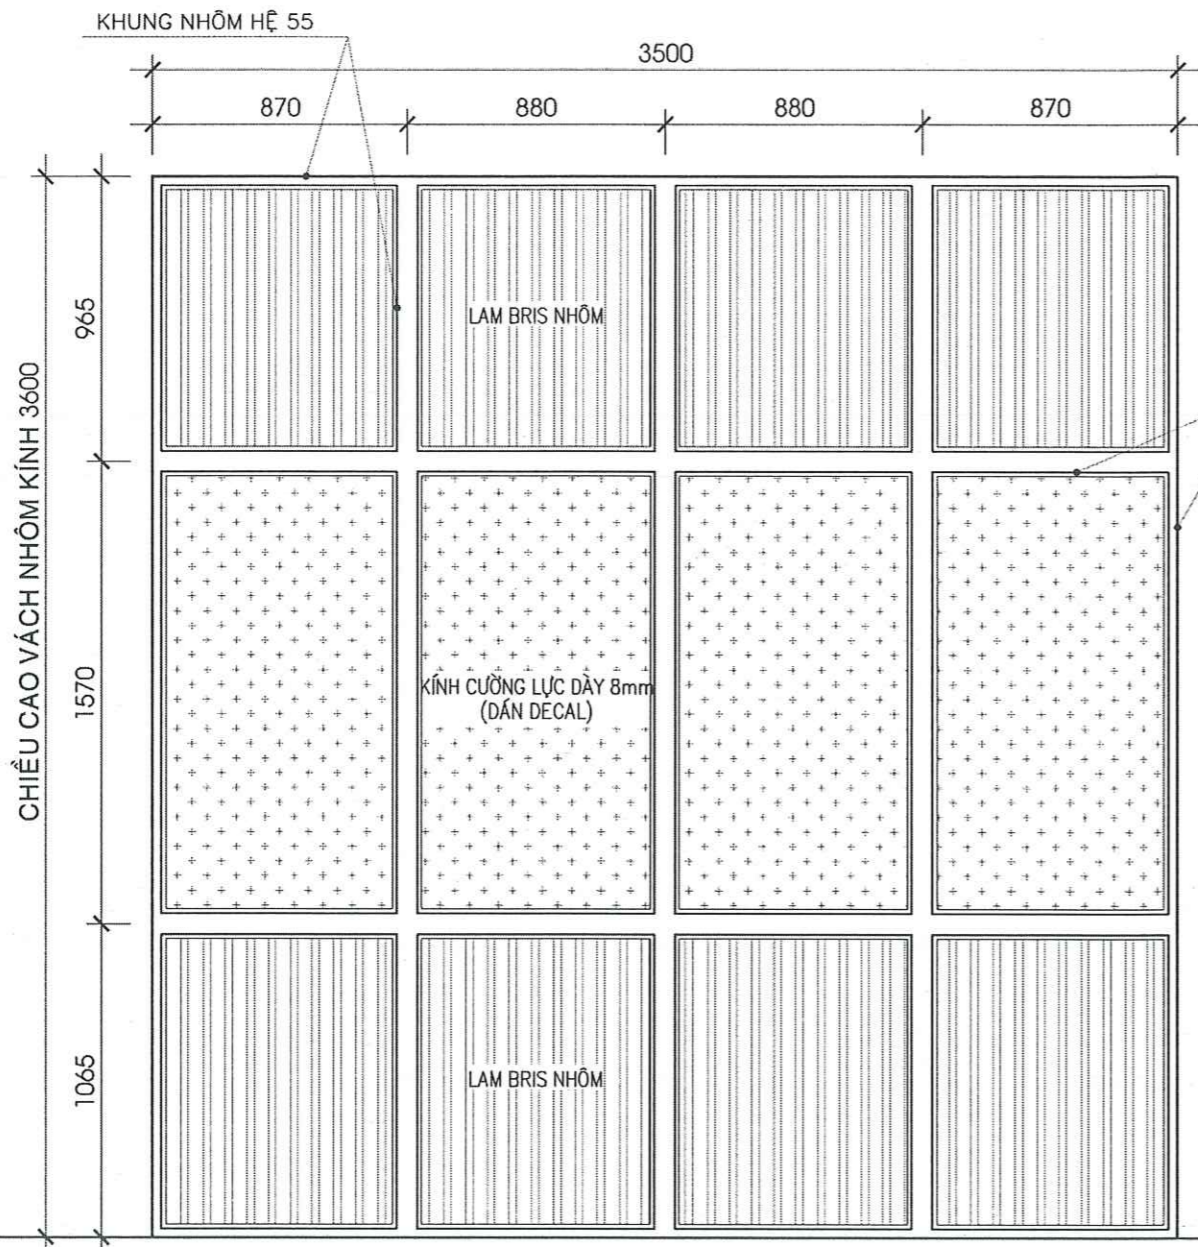 KHUNG NHÔM HỆ 55
3500
870
880
880
870
CHIỀU CAO VÁCH NHÔM KÍNH 3600
965
LAM BRIS NHÔM
1570
KÍNH CƯỜNG LỰC DÀY 8mm
(DÁN DECAL)
1065
LAM BRIS NHÔM